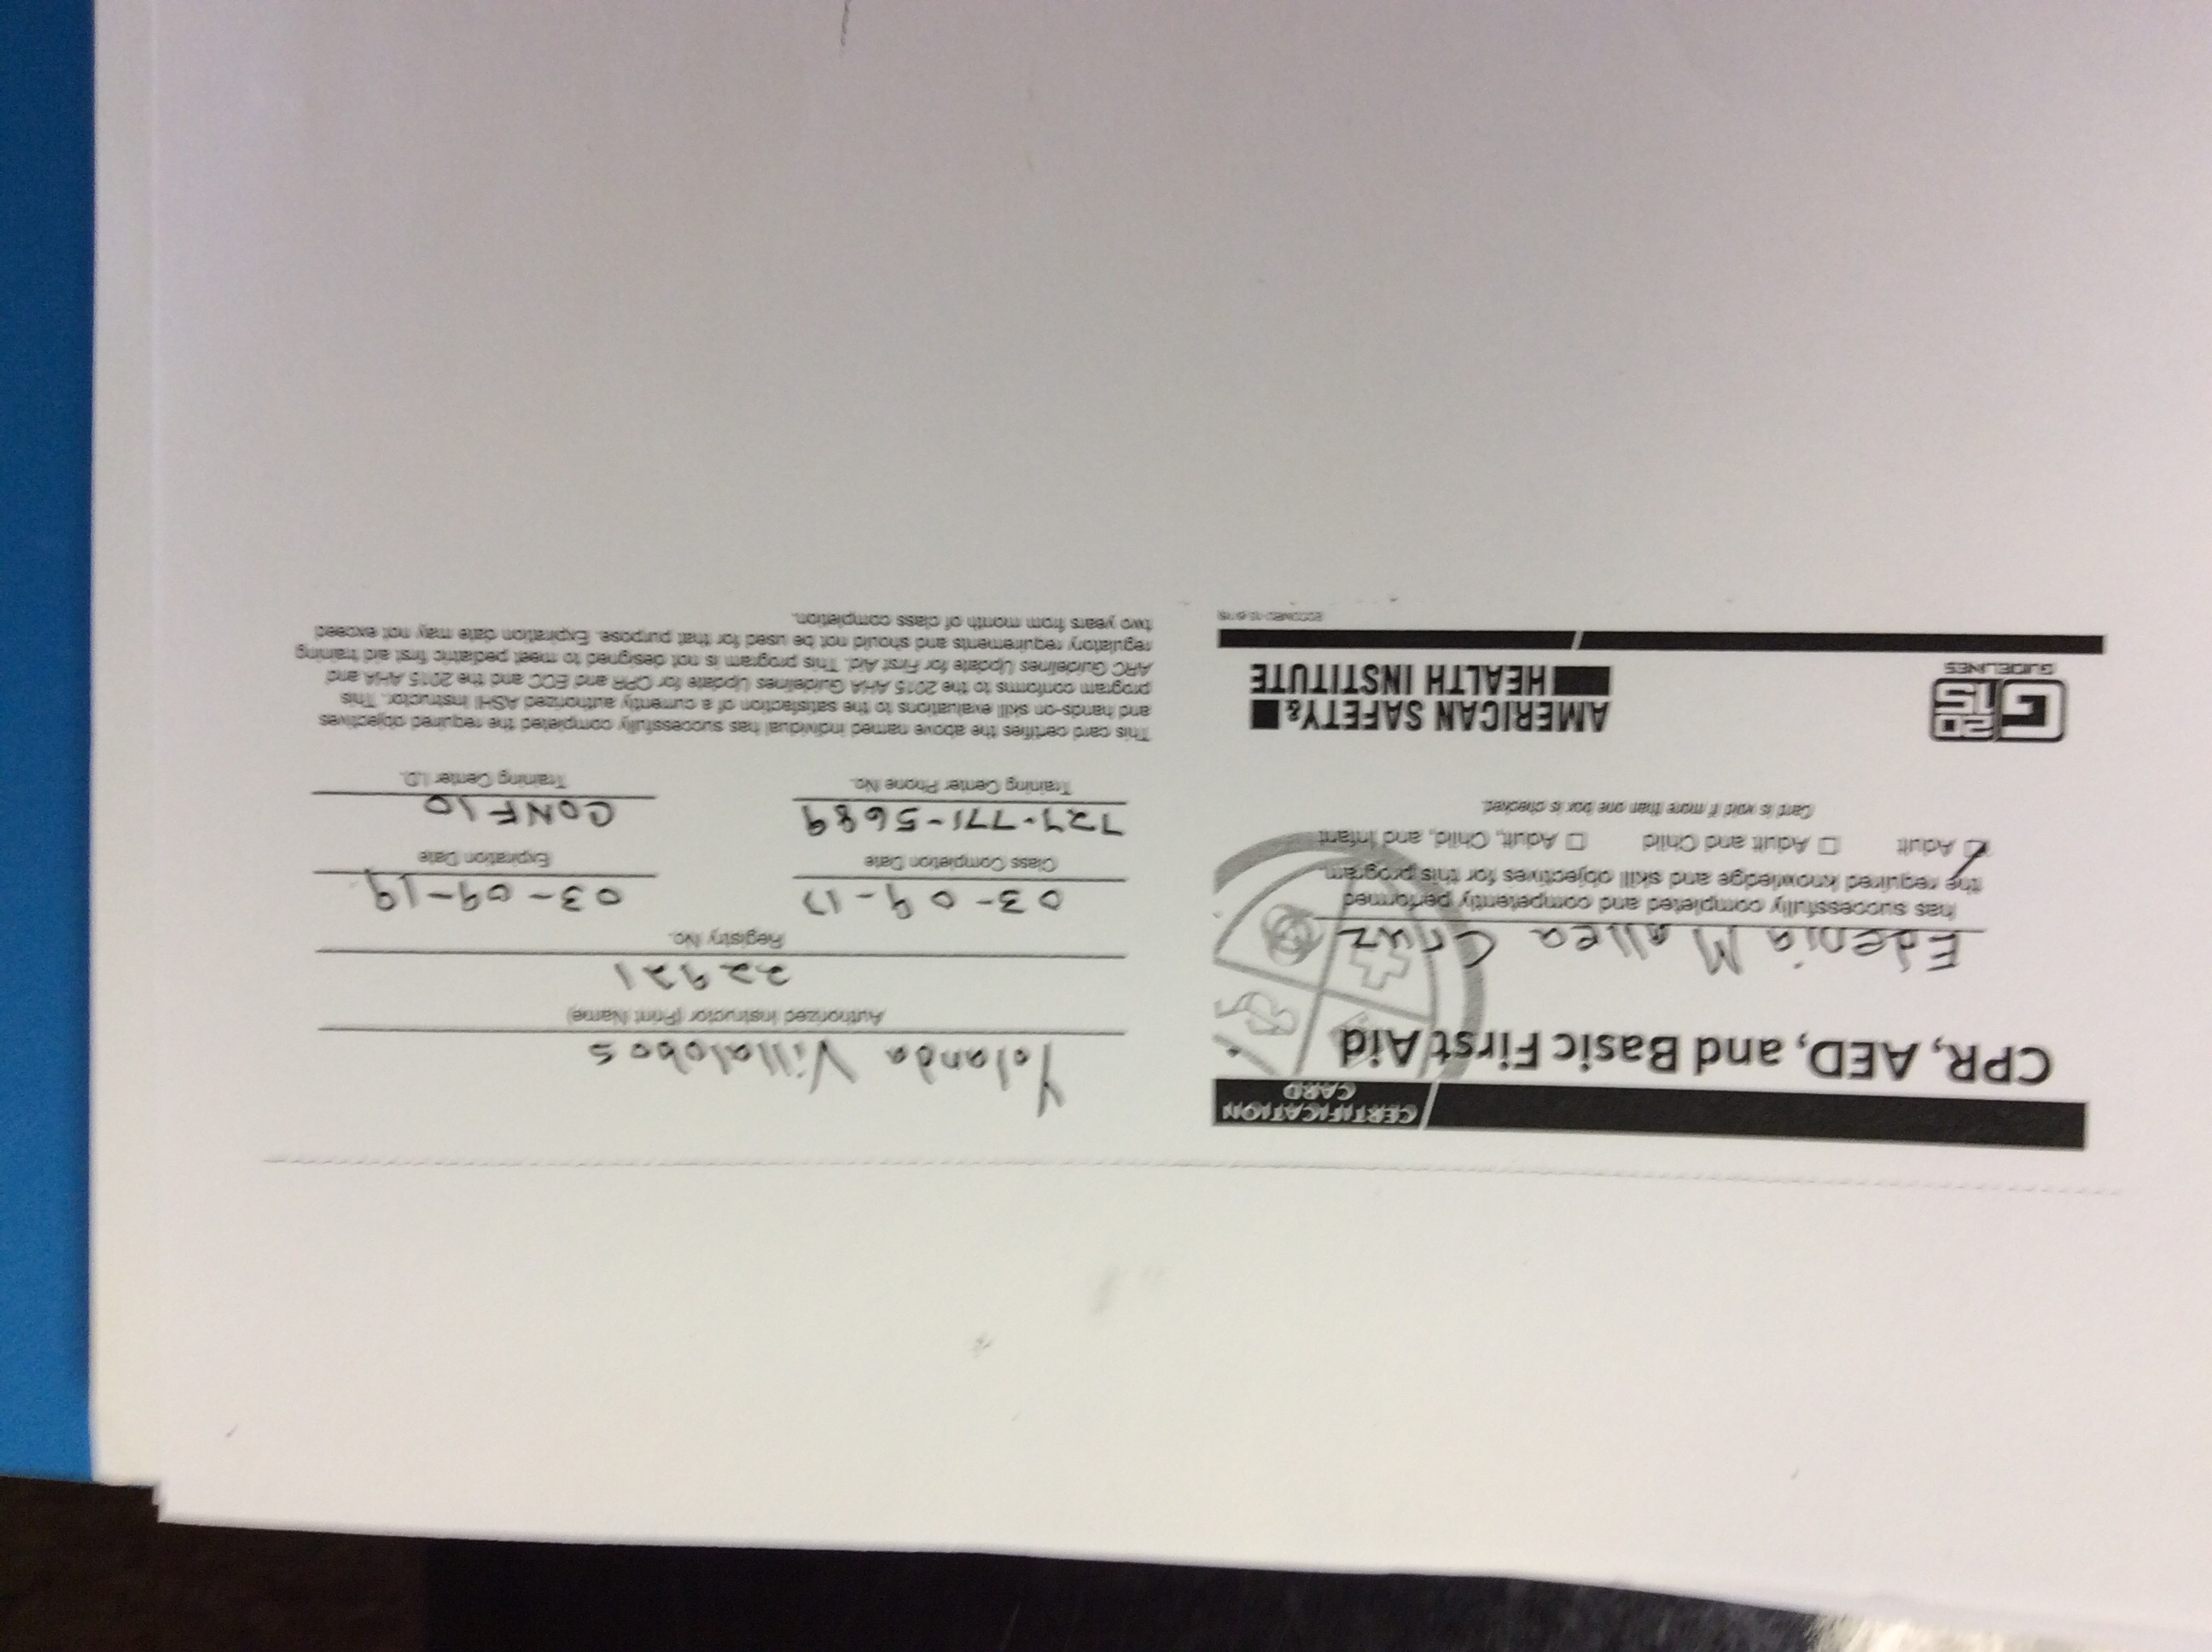 CERTIFICATION
CARD
CPR, AED, and Basic First Aid
Edenia Mallea Cruz
has successfully completed and competently performed
the required knowledge and skill objectives for this program.
Adult Adult and Child Adult, Child, and Infant
Card is void if more than one box is checked.
G 2015
GUIDELINES
AMERICAN SAFETY &
HEALTH INSTITUTE
Yolanda Villalobos
Authorized Instructor (Print Name)
22921
Registry No.
03-09-17 03-09-19
Class Completion Date Expiration Date
727-771-5689 CONF10
Training Center Phone No. Training Center I.D.
This card certifies the above named individual has successfully completed the required objectives
and hands-on skill evaluations to the satisfaction of a currently authorized ASHI Instructor. This
program conforms to the 2015 AHA Guidelines Update for CPR and ECC and the 2015 AHA and
ARC Guidelines Update for First Aid. This program is not designed to meet pediatric first aid training
regulatory requirements and should not be used for that purpose. Expiration date may not exceed
two years from month of class completion.